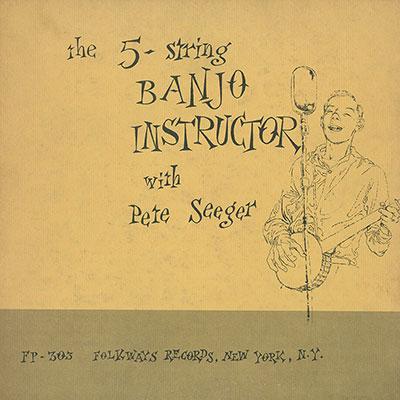 the 5-string
BANJO
INSTRUCTOR
with
Pete Seeger
FP-303 FOLKWAYS RECORDS, NEW YORK, N.Y.